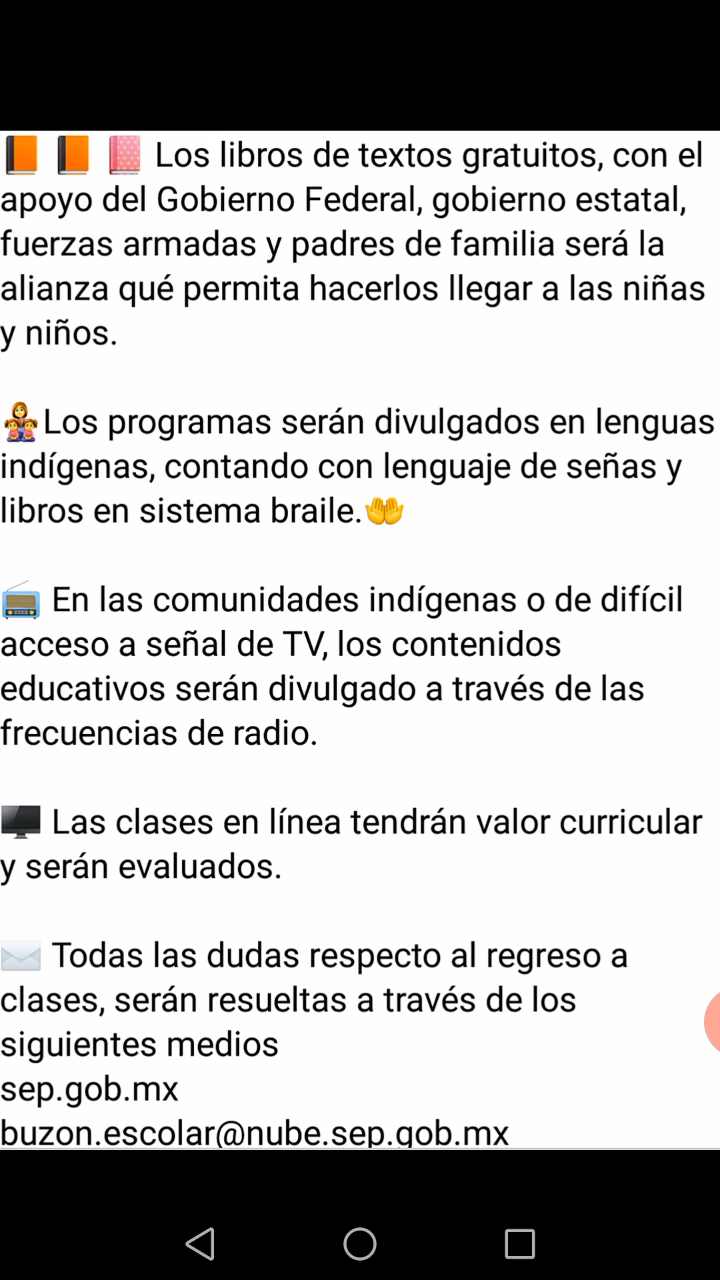 📙 📙 📔 Los libros de textos gratuitos, con el
apoyo del Gobierno Federal, gobierno estatal,
fuerzas armadas y padres de familia será la
alianza qué permita hacerlos llegar a las niñas
y niños.
👩‍👧‍👧Los programas serán divulgados en lenguas
indígenas, contando con lenguaje de señas y
libros en sistema braile.🤲
📻 En las comunidades indígenas o de difícil
acceso a señal de TV, los contenidos
educativos serán divulgado a través de las
frecuencias de radio.
🖥 Las clases en línea tendrán valor curricular
y serán evaluados.
✉ Todas las dudas respecto al regreso a
clases, serán resueltas a través de los
siguientes medios
sep.gob.mx
buzon.escolar@nube.sep.gob.mx